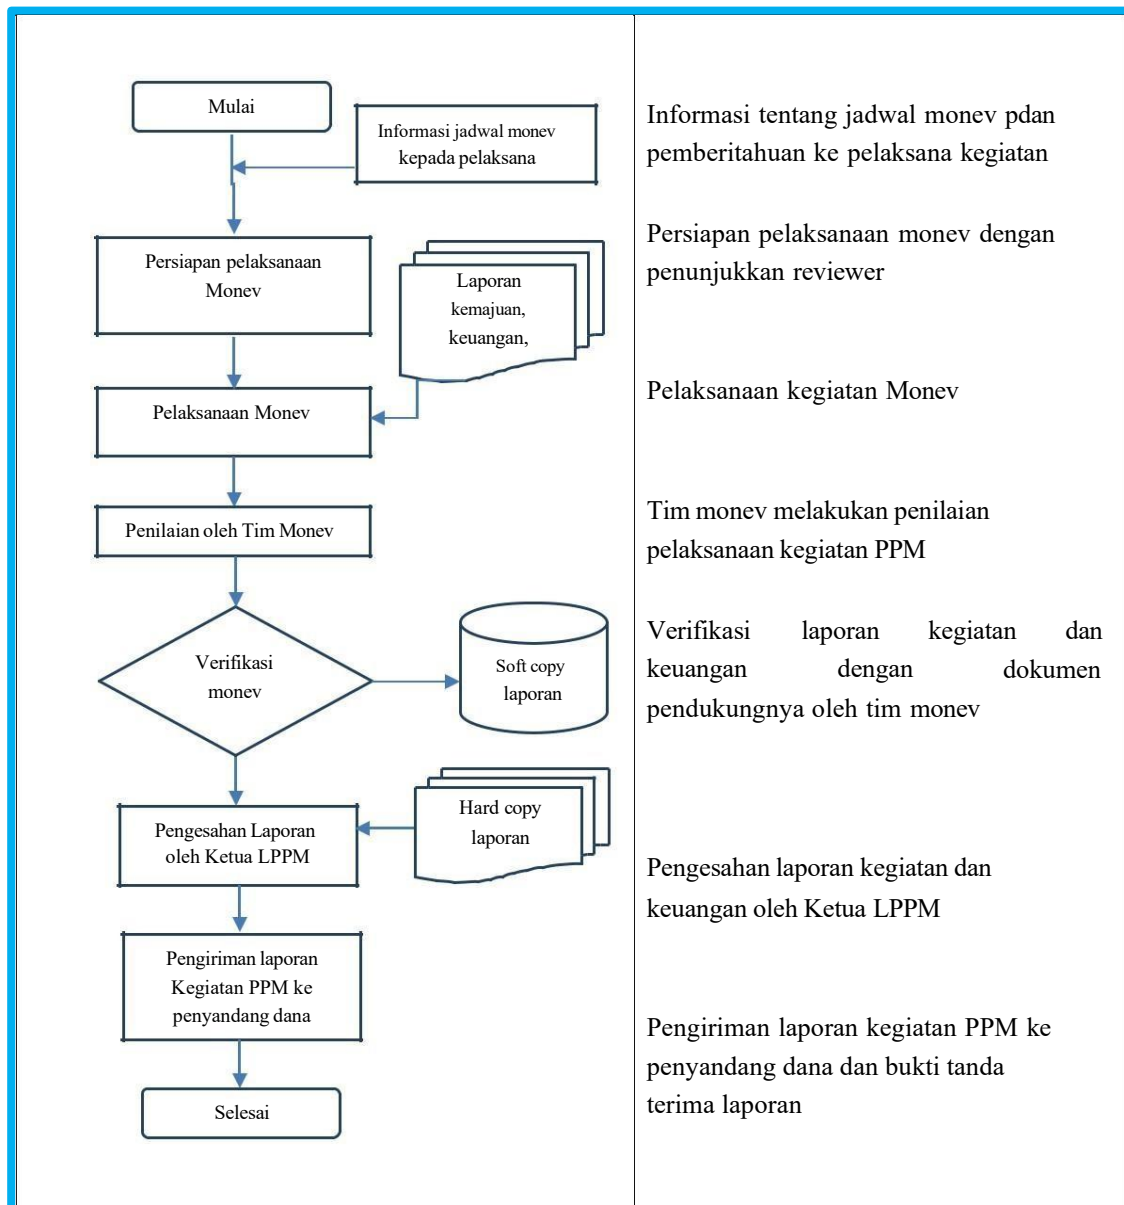 Mulai
Informasi jadwal monev
kepada pelaksana
Informasi tentang jadwal monev pdan
pemberitahuan ke pelaksana kegiatan
Persiapan pelaksanaan
Monev
Persiapan pelaksanaan monev dengan
penunjukkan reviewer
Laporan
kemajuan,
keuangan,
Pelaksanaan Monev
Pelaksanaan kegiatan Monev
Penilaian oleh Tim Monev
Tim monev melakukan penilaian
pelaksanaan kegiatan PPM
Verifikasi
monev
Soft copy
laporan
Verifikasi laporan kegiatan dan
keuangan dengan dokumen
pendukungnya oleh tim monev
Pengesahan Laporan
oleh Ketua LPPM
Hard copy
laporan
Pengesahan laporan kegiatan dan
keuangan oleh Ketua LPPM
Pengiriman laporan
Kegiatan PPM ke
penyandang dana
Pengiriman laporan kegiatan PPM ke
penyandang dana dan bukti tanda
terima laporan
Selesai